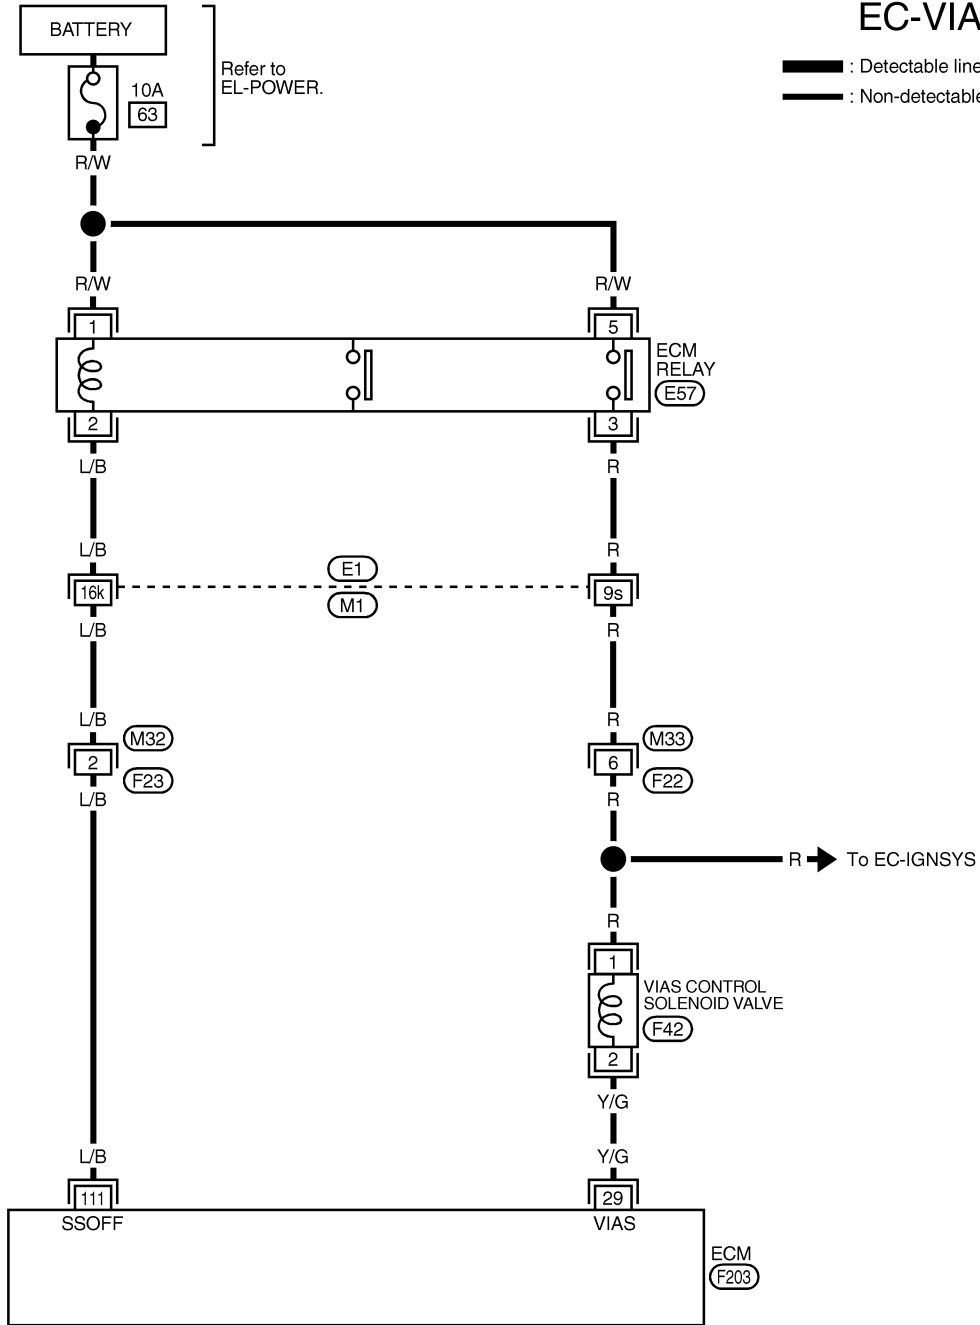 EC-VIA
BATTERY
: Detectable line
: Non-detectable
Refer to
EL-POWER.
10A
63
R/W
R/W
R/W
1
5
ECM
RELAY
E57
2
3
L/B
R
L/B
R
E1
16k
9s
M1
L/B
R
L/B
R
M32
M33
2
6
F23
F22
L/B
R
R
To EC-IGNSYS
R
1
VIAS CONTROL
SOLENOID VALVE
F42
2
Y/G
L/B
Y/G
111
29
SSOFF
VIAS
ECM
F203